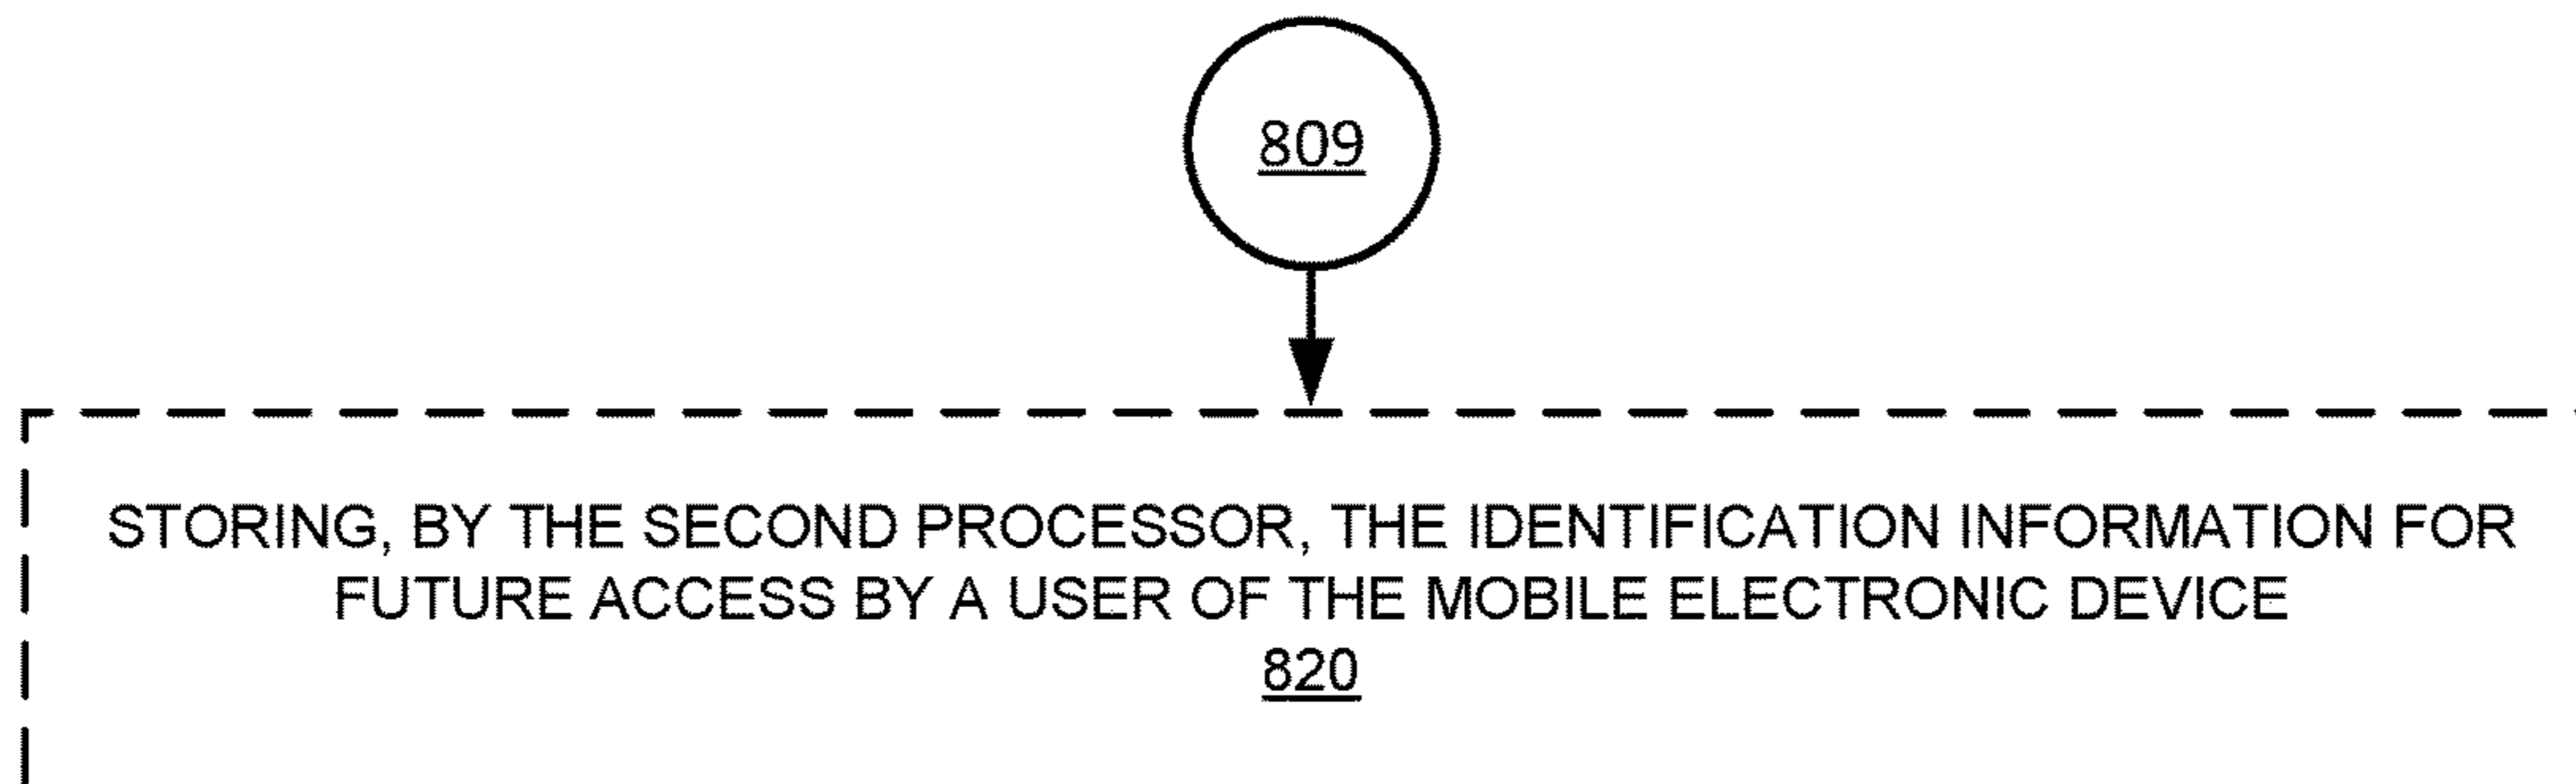 809
STORING, BY THE SECOND PROCESSOR, THE IDENTIFICATION INFORMATION FOR
FUTURE ACCESS BY A USER OF THE MOBILE ELECTRONIC DEVICE
820